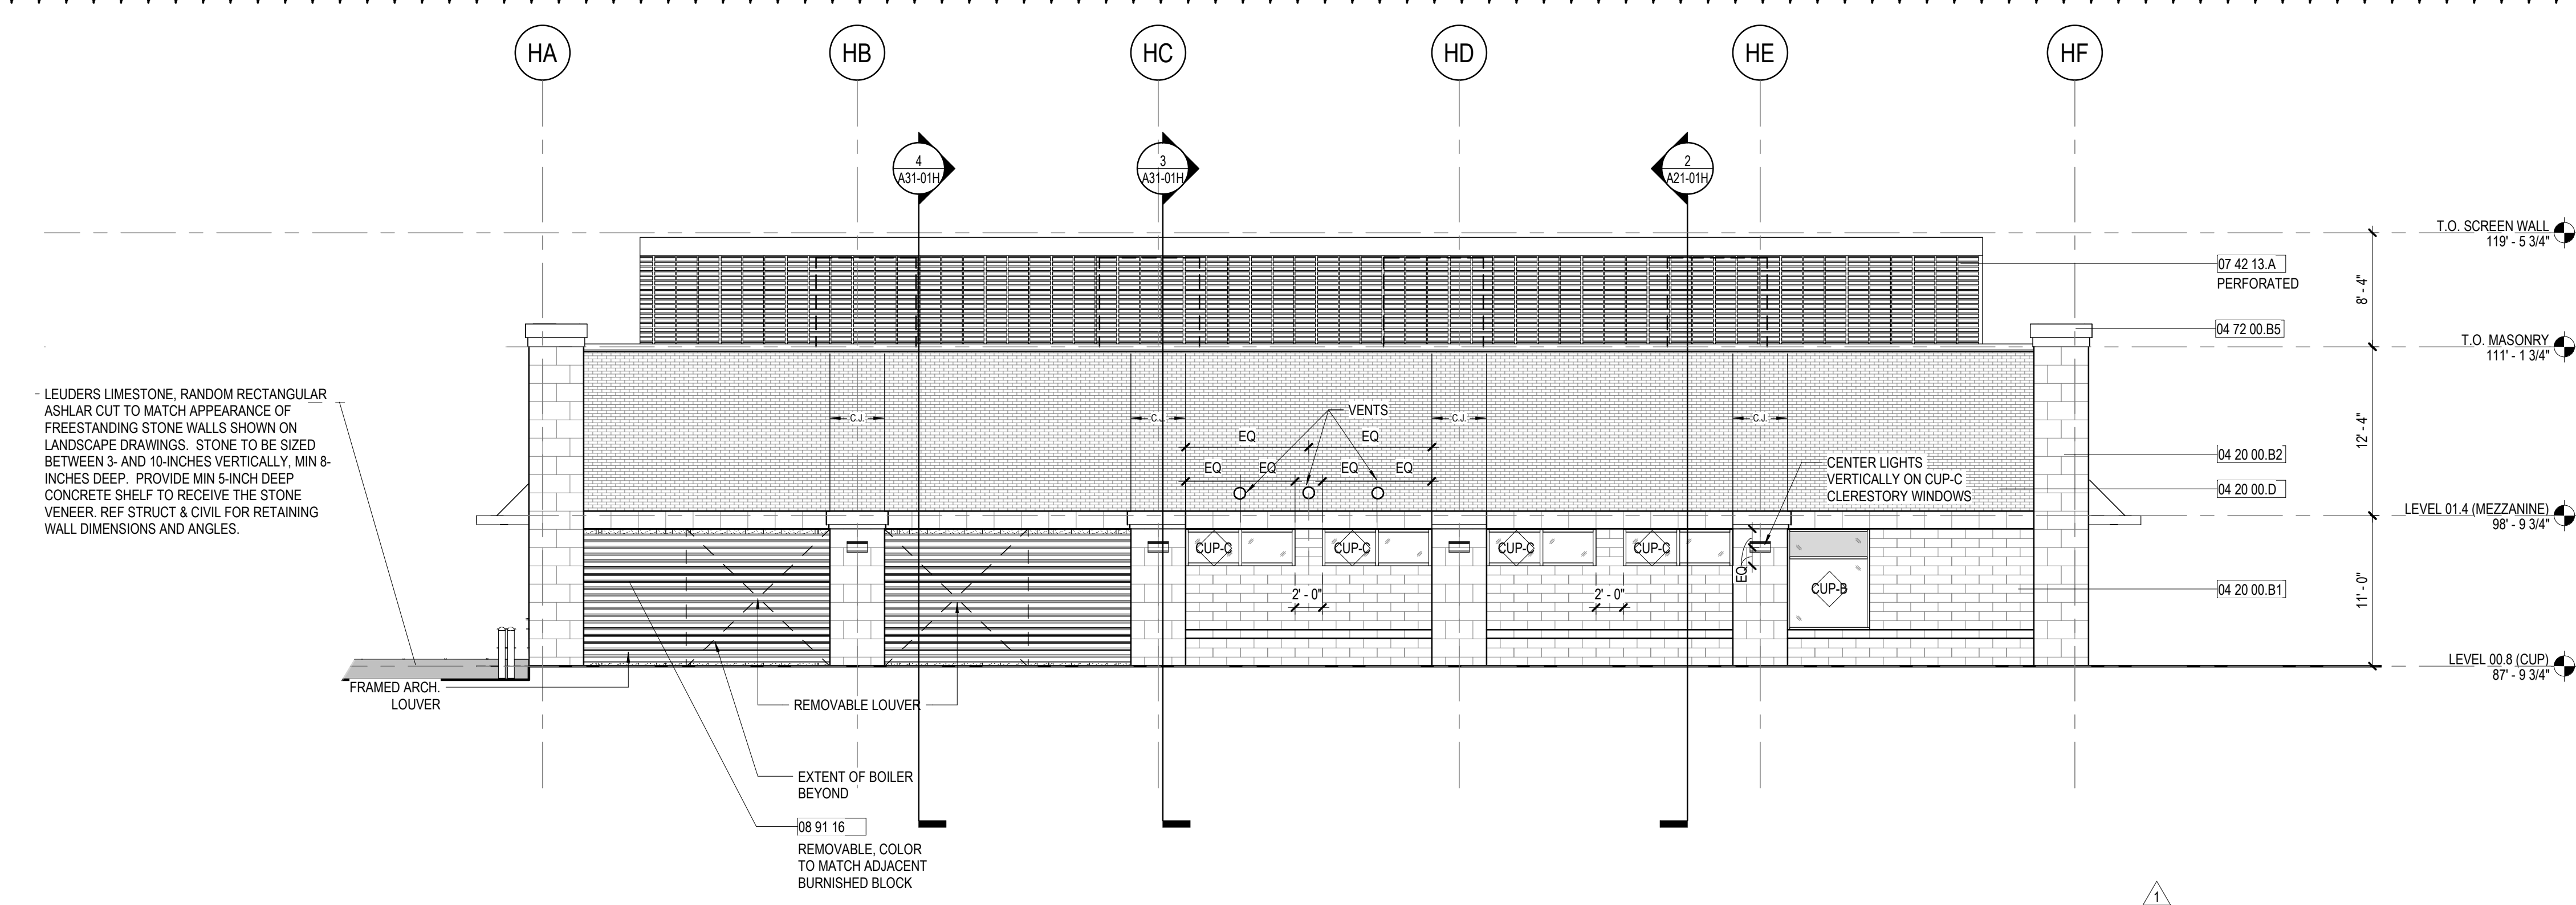 HA
HB
HC
HD
HE
HF
4
A31-01H
3
A31-01H
2
A21-01H
T.O. SCREEN WALL
119' - 5 3/4"
07 42 13.A
PERFORATED
8' - 4"
04 72 00.B5
T.O. MASONRY
111' - 1 3/4"
LEUDERS LIMESTONE, RANDOM RECTANGULAR
ASHLAR CUT TO MATCH APPEARANCE OF
FREESTANDING STONE WALLS SHOWN ON
LANDSCAPE DRAWINGS. STONE TO BE SIZED
BETWEEN 3- AND 10-INCHES VERTICALLY, MIN 8-
INCHES DEEP. PROVIDE MIN 5-INCH DEEP
CONCRETE SHELF TO RECEIVE THE STONE
VENEER. REF STRUCT & CIVIL FOR RETAINING
WALL DIMENSIONS AND ANGLES.
C.J.
C.J.
C.J.
C.J.
VENTS
EQ
EQ
EQ
EQ
EQ
EQ
12' - 4"
CENTER LIGHTS
VERTICALLY ON CUP-C
CLERESTORY WINDOWS
04 20 00.B2
04 20 00.D
LEVEL 01.4 (MEZZANINE)
98' - 9 3/4"
CUP-C
CUP-C
CUP-C
CUP-C
EQ
CUP-B
2' - 0"
2' - 0"
04 20 00.B1
11' - 0"
LEVEL 00.8 (CUP)
87' - 9 3/4"
FRAMED ARCH.
LOUVER
REMOVABLE LOUVER
EXTENT OF BOILER
BEYOND
08 91 16
REMOVABLE, COLOR
TO MATCH ADJACENT
BURNISHED BLOCK
1